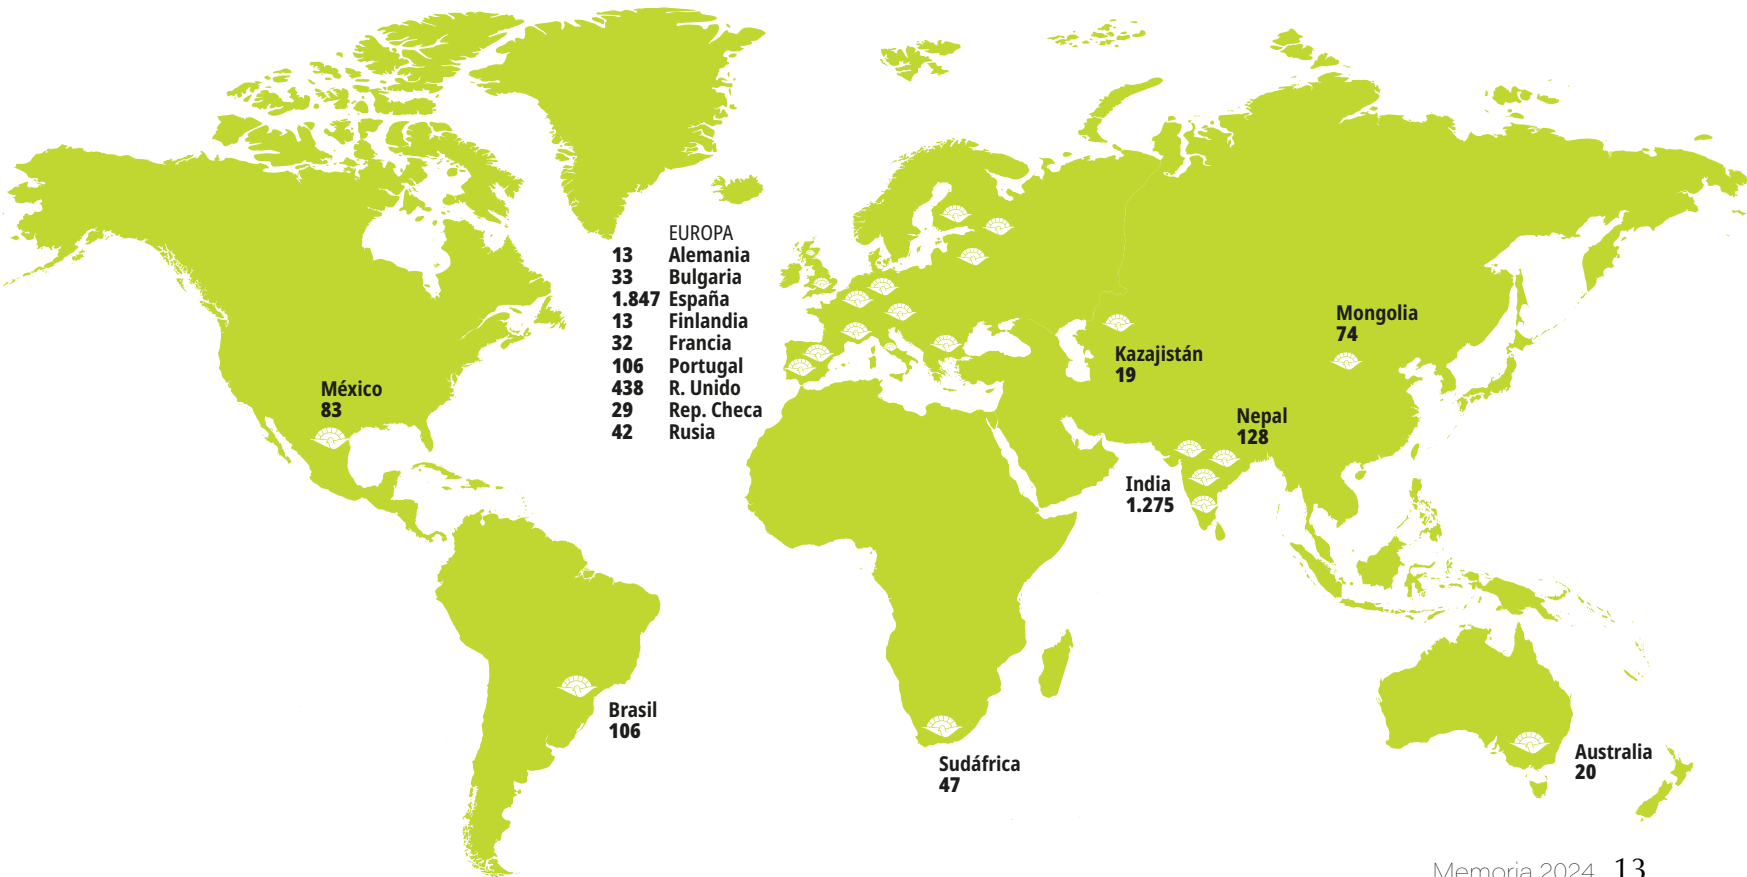 EUROPA
13 Alemania
33 Bulgaria
1.847 España
13 Finlandia
32 Francia
106 Portugal
438 R. Unido
29 Rep. Checa
42 Rusia
México
83
Brasil
106
Sudáfrica
47
Kazajistán
19
Mongolia
74
Nepal
128
India
1.275
Australia
20
Memoria 2024 13